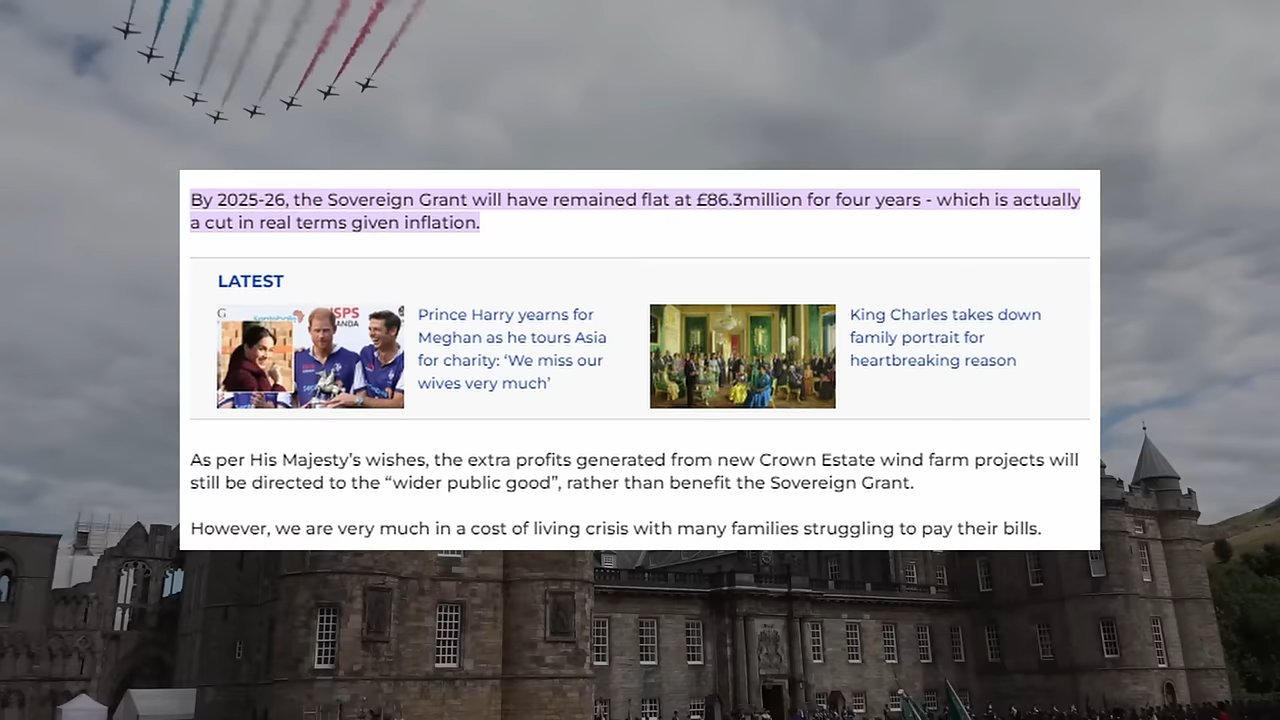 By 2025-26, the Sovereign Grant will have remained flat at £86.3million for four years - which is actually
a cut in real terms given inflation.
LATEST
Prince Harry yearns for
Meghan as he tours Asia
for charity: ‘We miss our
wives very much’
King Charles takes down
family portrait for
heartbreaking reason
As per His Majesty’s wishes, the extra profits generated from new Crown Estate wind farm projects will
still be directed to the “wider public good”, rather than benefit the Sovereign Grant.
However, we are very much in a cost of living crisis with many families struggling to pay their bills.